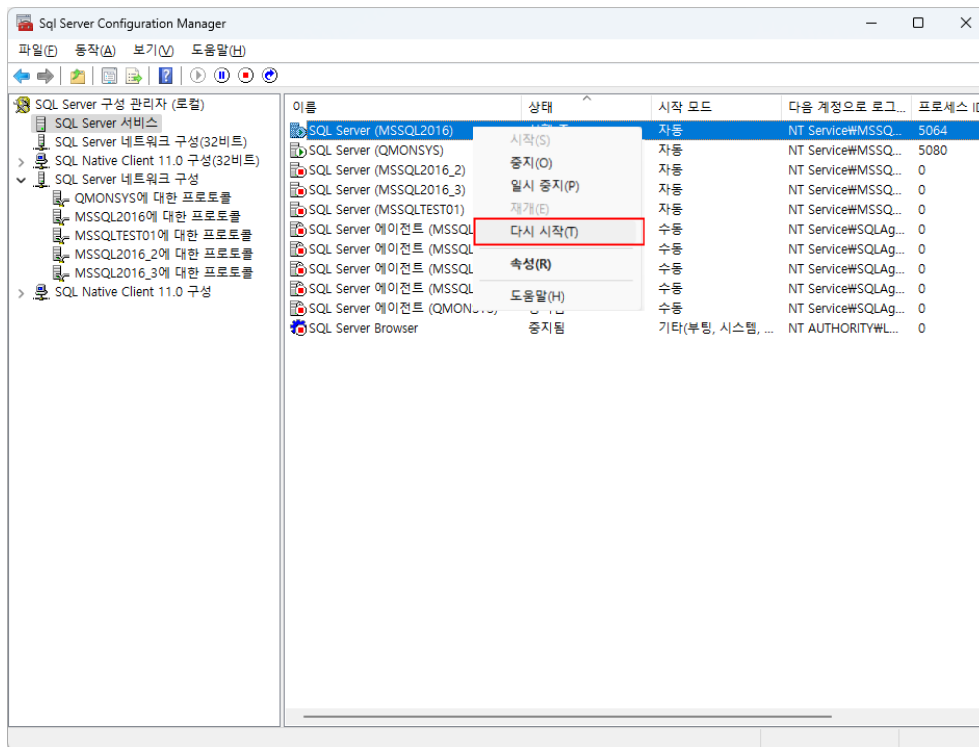 Sql Server Configuration Manager
파일(F) 동작(A) 보기(V) 도움말(H)
SQL Server 구성 관리자 (로컬)
SQL Server 서비스
SQL Server 네트워크 구성(32비트)
SQL Native Client 11.0 구성(32비트)
SQL Server 네트워크 구성
QMONSYS에 대한 프로토콜
MSSQL2016에 대한 프로토콜
MSSQLTEST01에 대한 프로토콜
MSSQL2016_2에 대한 프로토콜
MSSQL2016_3에 대한 프로토콜
SQL Native Client 11.0 구성
이름 상태 시작 모드 다음 계정으로 로그... 프로세스 ID
SQL Server (MSSQL2016) 자동 NT Service₩MSSQ... 5064
SQL Server (QMONSYS) 자동 NT Service₩MSSQ... 5080
SQL Server (MSSQL2016_2) 자동 NT Service₩MSSQ... 0
SQL Server (MSSQL2016_3) 자동 NT Service₩MSSQ... 0
SQL Server (MSSQLTEST01) 자동 NT Service₩MSSQ... 0
SQL Server 에이전트 (MSSQL 수동 NT Service₩SQLAg... 0
SQL Server 에이전트 (MSSQL 수동 NT Service₩SQLAg... 0
SQL Server 에이전트 (MSSQL 수동 NT Service₩SQLAg... 0
SQL Server 에이전트 (MSSQL 수동 NT Service₩SQLAg... 0
SQL Server 에이전트 (QMONSYS) 수동 NT Service₩SQLAg... 0
SQL Server Browser 중지됨 기타(부팅, 시스템, ... NT AUTHORITY₩L... 0
시작(S)
중지(O)
일시 중지(P)
재개(E)
다시 시작(T)
속성(R)
도움말(H)